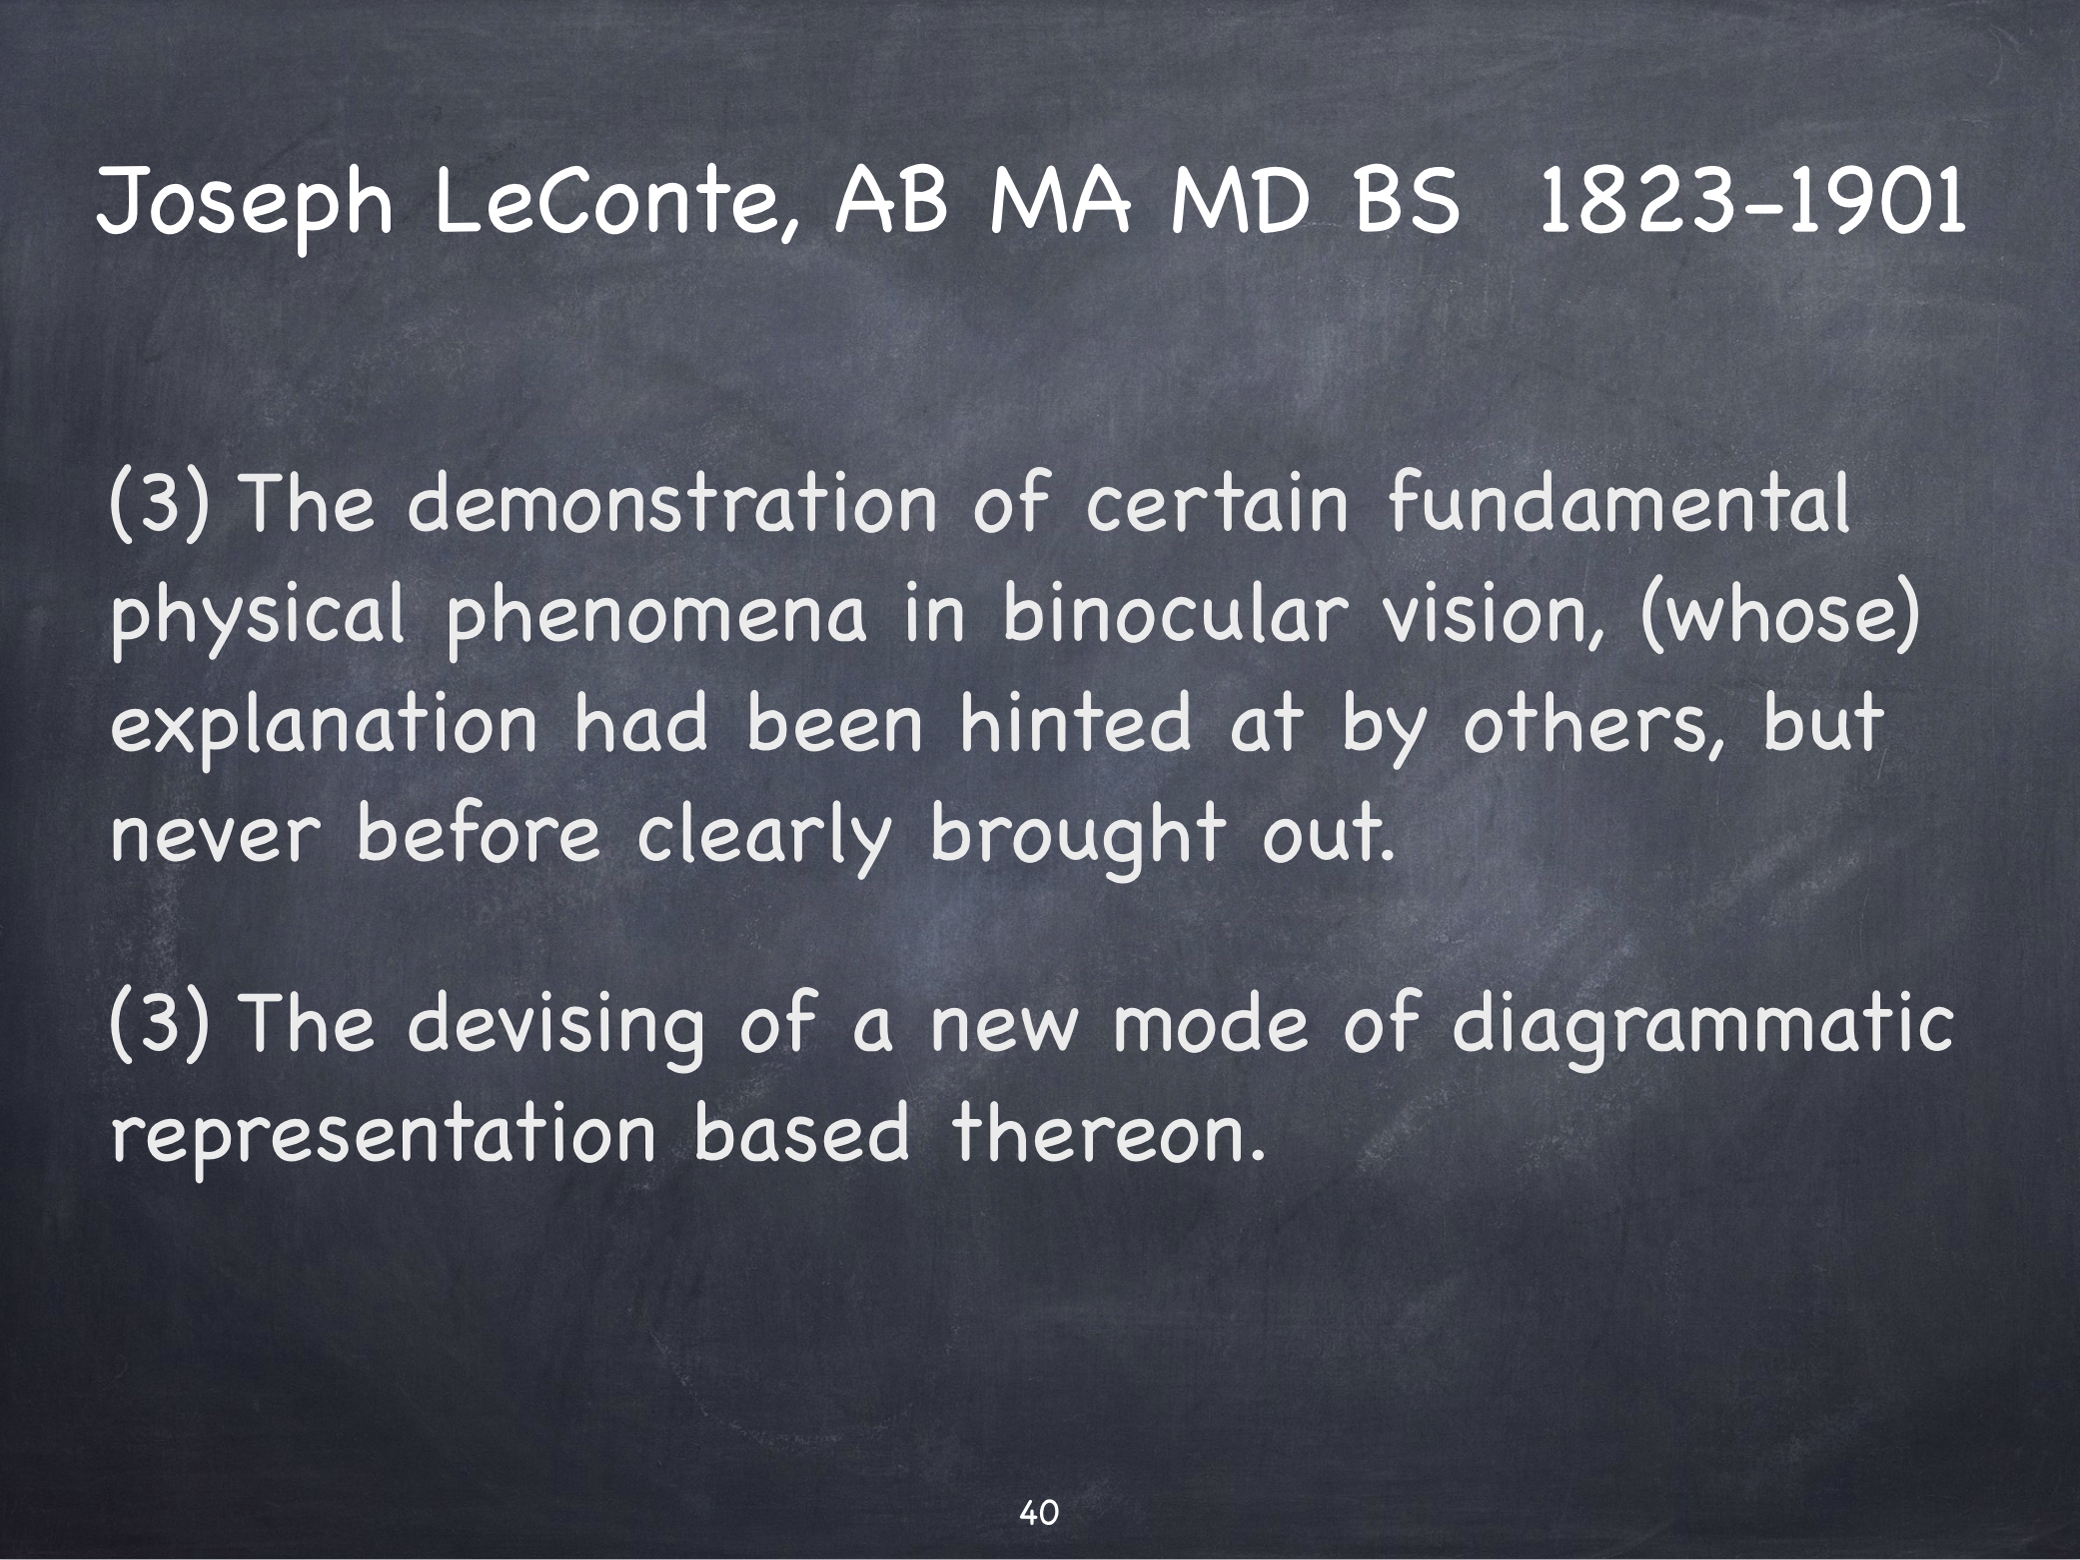 Joseph LeConte, AB MA MD BS 1823-1901
(3) The demonstration of certain fundamental
physical phenomena in binocular vision, (whose)
explanation had been hinted at by others, but
never before clearly brought out.
(3) The devising of a new mode of diagrammatic
representation based thereon.
40